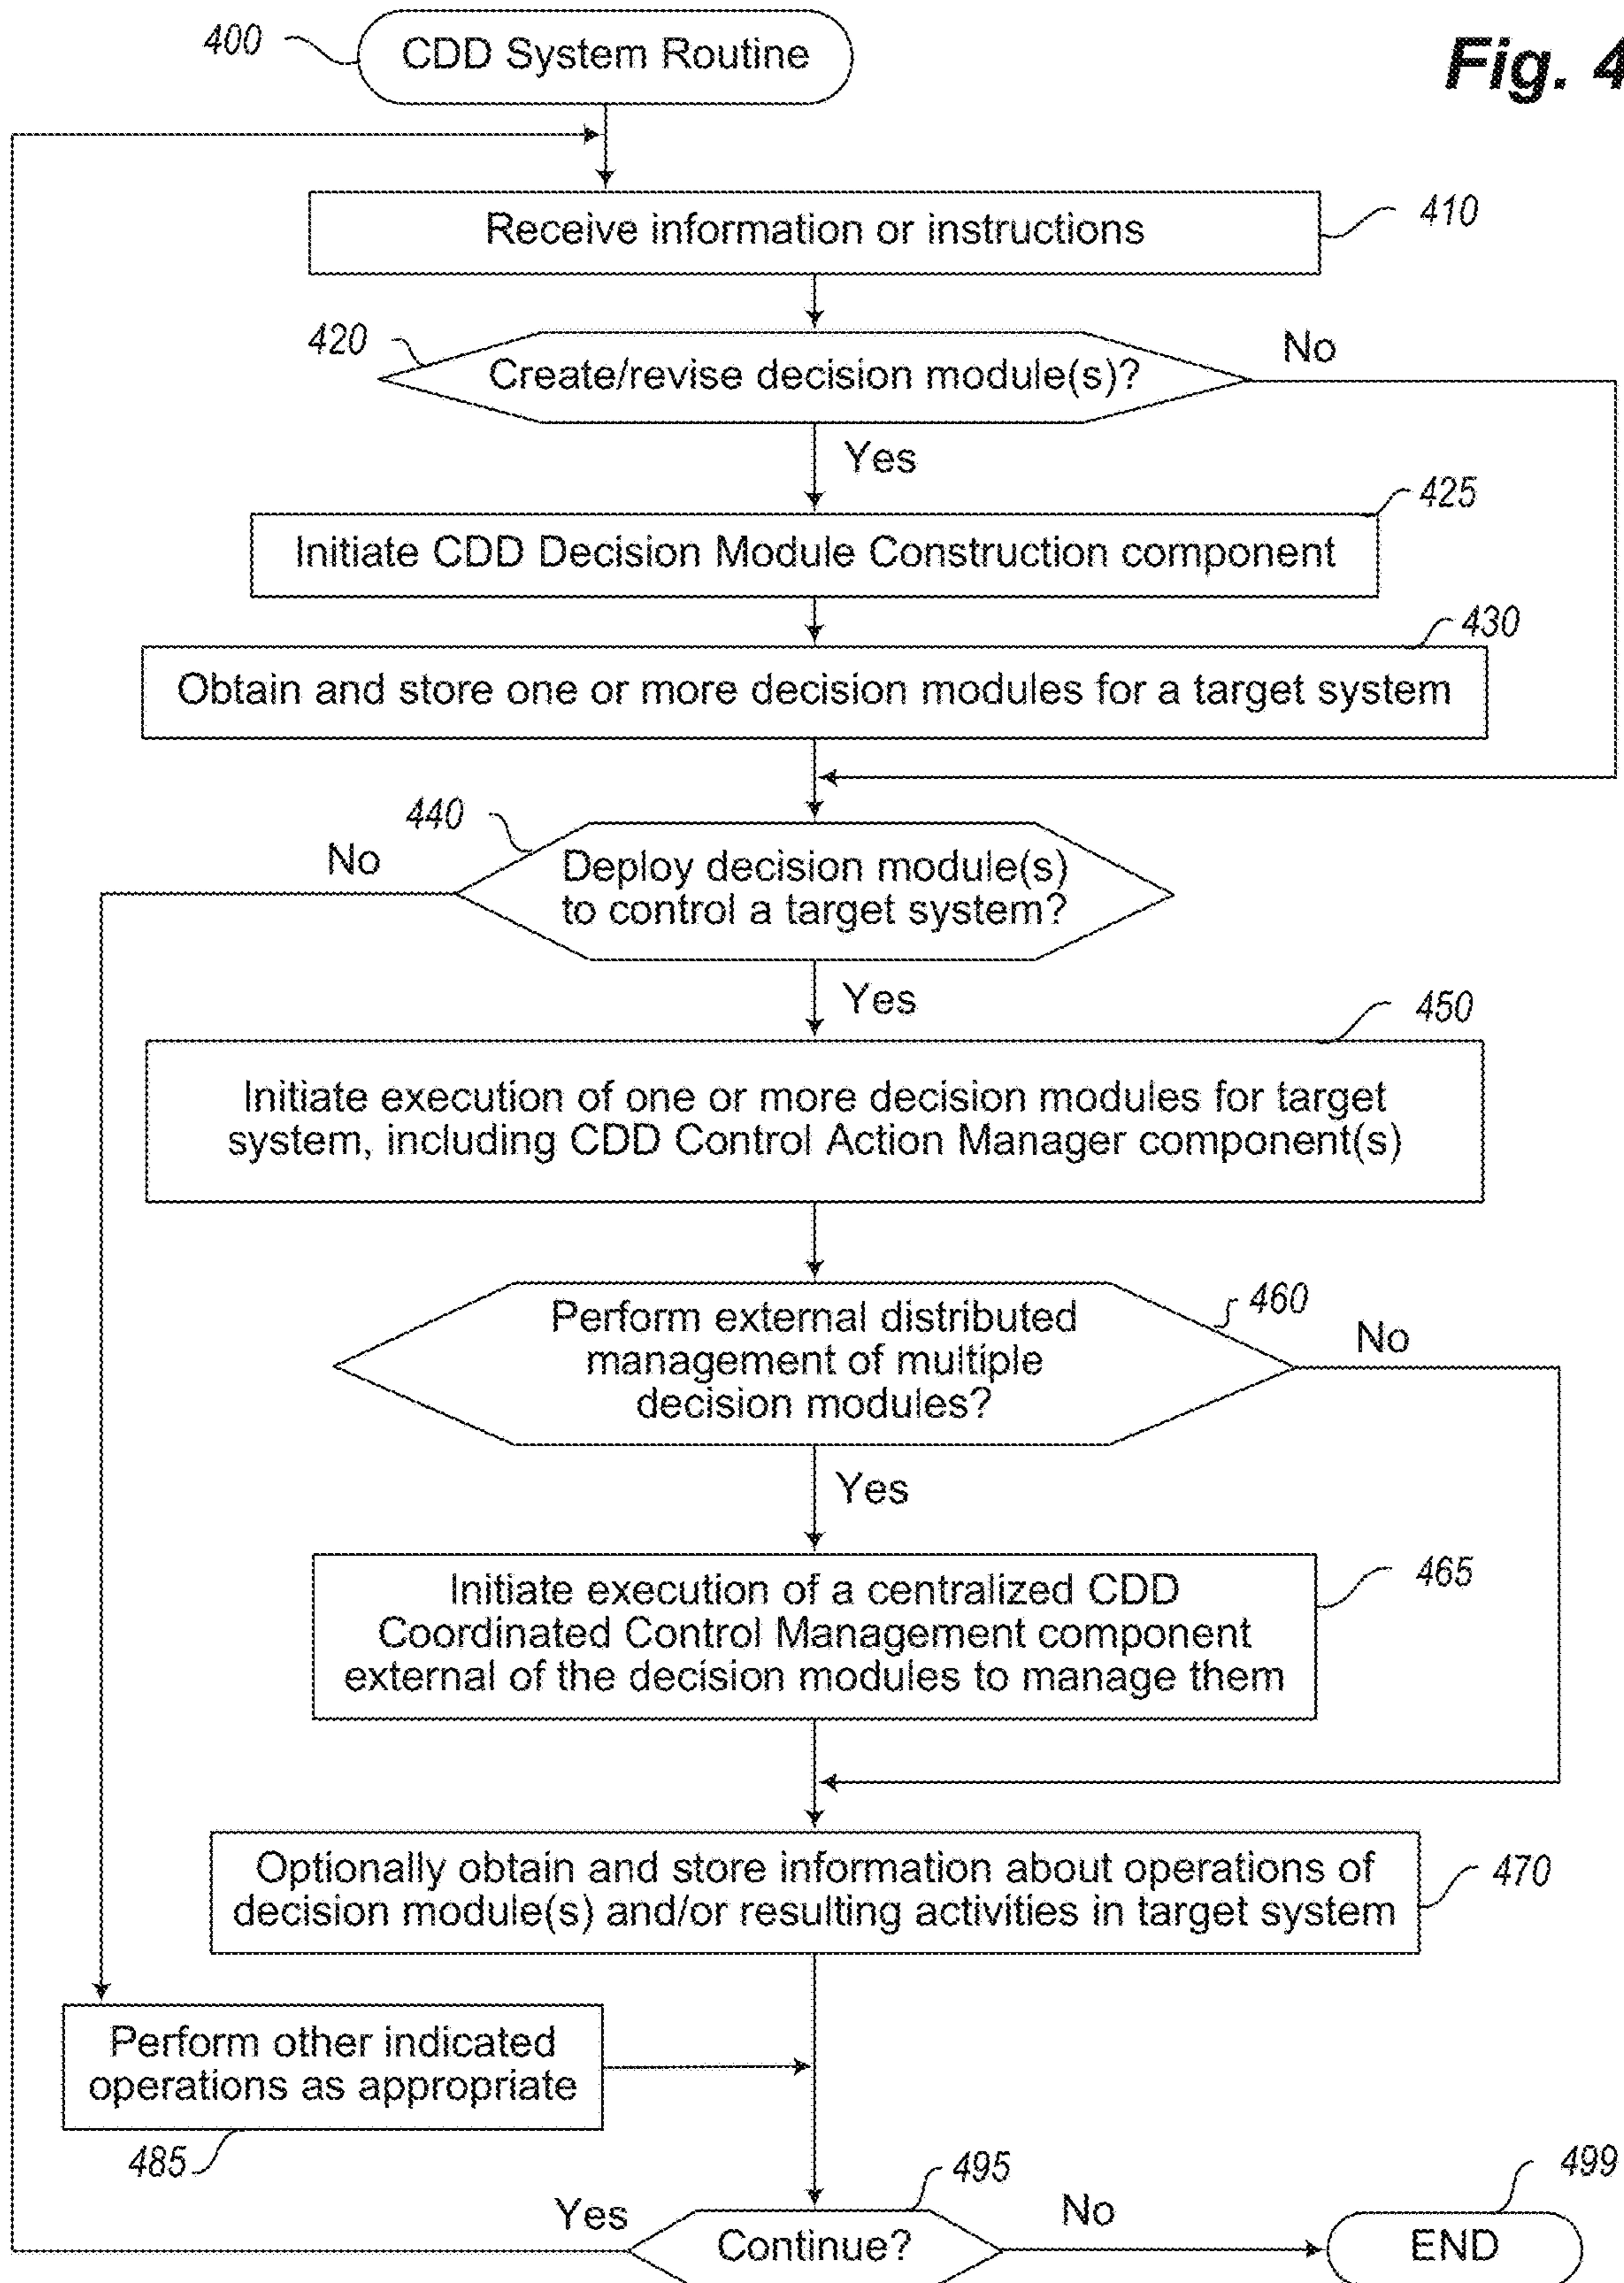 400
CDD System Routine
Fig. 4
Receive information or instructions
410
420
Create/revise decision module(s)?
No
Yes
425
Initiate CDD Decision Module Construction component
430
Obtain and store one or more decision modules for a target system
440
No
Deploy decision module(s)
to control a target system?
Yes
450
Initiate execution of one or more decision modules for target
system, including CDD Control Action Manager component(s)
460
Perform external distributed
management of multiple
decision modules?
No
Yes
465
Initiate execution of a centralized CDD
Coordinated Control Management component
external of the decision modules to manage them
Optionally obtain and store information about operations of
decision module(s) and/or resulting activities in target system
470
Perform other indicated
operations as appropriate
485
495
499
Yes
Continue?
No
END